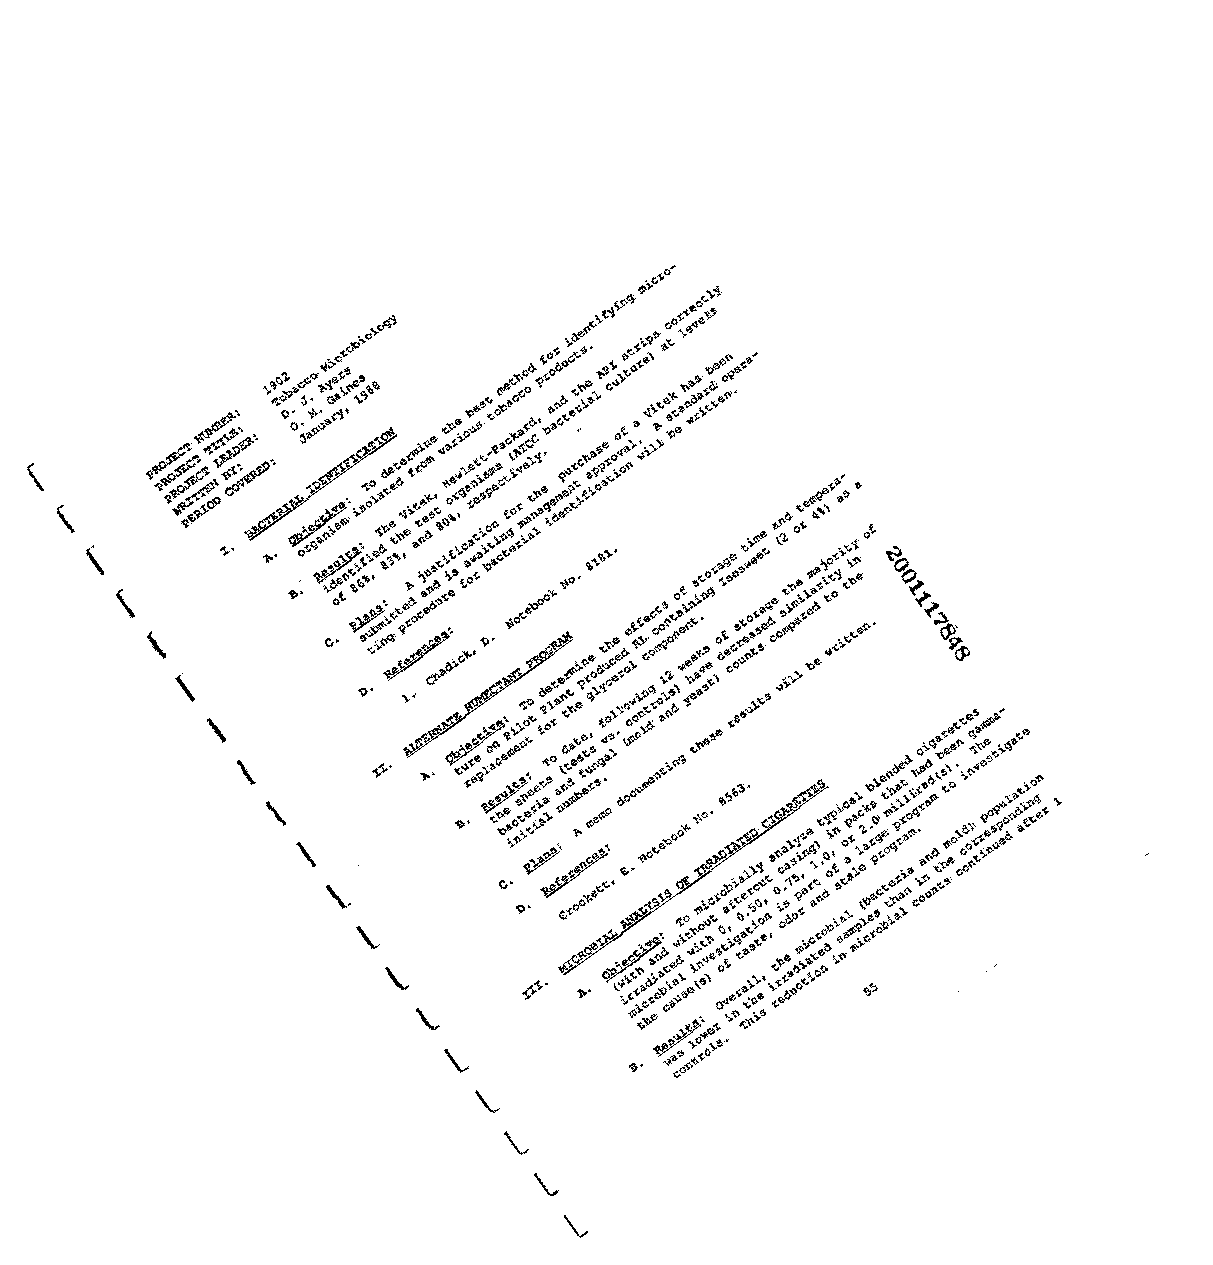 PROJECT NUMBER: 1902
PROJECT TITLE: Tobacco Microbiology
PROJECT LEADER: D. J. Ayers
WRITTEN BY: D. M. Gaines
PERIOD COVERED: January, 1988
I. BACTERIAL IDENTIFICATION
A. Objective: To determine the best method for identifying micro-
organism isolated from various tobacco products.
B. Results: The Vitek, Hewlett-Packard, and the API strips correctly
identified the test organisms (ATCC bacterial culture) at levels
of 86%, 83%, and 80%, respectively.
C. Plans: A justification for the purchase of a Vitek has been
submitted and is awaiting management approval. A standard opera-
ting procedure for bacterial identification will be written.
D. References:
1. Chadick, D. Notebook No. 8181.
II. ALTERNATE HUMECTANT PROGRAM
A. Objective: To determine the effects of storage time and tempera-
ture on Pilot Plant produced RL containing Isosweet (2 or 4%) as a
replacement for the glycerol component.
B. Results: To date, following 12 weeks of storage the majority of
the sheets (tests vs. controls) have decreased similarity in
bacteria and fungal (mold and yeast) counts compared to the
initial numbers.
C. Plans: A memo documenting these results will be written.
D. References:
Crockett, E. Notebook No. 8563.
III. MICROBIAL ANALYSIS OF IRRADIATED CIGARETTES
A. Objective: To microbially analyze typical blended cigarettes
(with and without aftercut casing) in packs that had been gamma-
irradiated with 0, 0.50, 0.75, 1.0, or 2.0 millirad(s). The
microbial investigation is part of a large program to investigate
the cause(s) of taste, odor and stale program.
B. Results: Overall, the microbial (bacteria and mold) population
was lower in the irradiated samples than in the corresponding
controls. This reduction in microbial counts continued after 1
55
2001117848